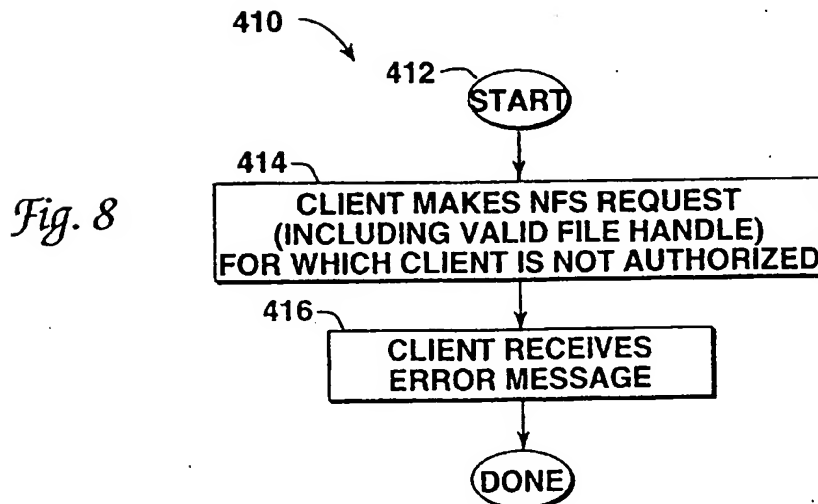 410
412
START
414
Fig. 8
CLIENT MAKES NFS REQUEST
(INCLUDING VALID FILE HANDLE)
FOR WHICH CLIENT IS NOT AUTHORIZED
416
CLIENT RECEIVES
ERROR MESSAGE
DONE